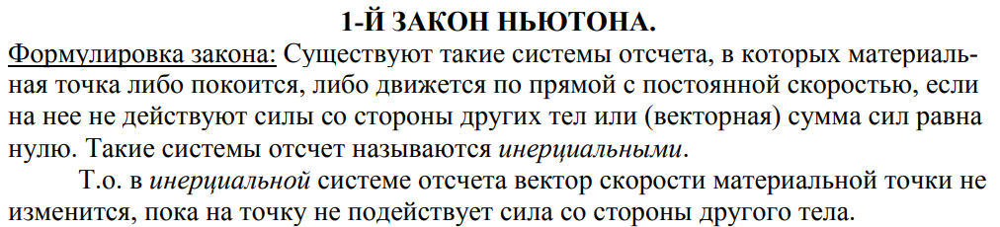 1-Й ЗАКОН НЬЮТОНА.
Формулировка закона: Существуют такие системы отсчета, в которых материаль-
ная точка либо покоится, либо движется по прямой с постоянной скоростью, если
на нее не действуют силы со стороны других тел или (векторная) сумма сил равна
нулю. Такие системы отсчет называются инерциальными.
Т.о. в инерциальной системе отсчета вектор скорости материальной точки не
изменится, пока на точку не подействует сила со стороны другого тела.